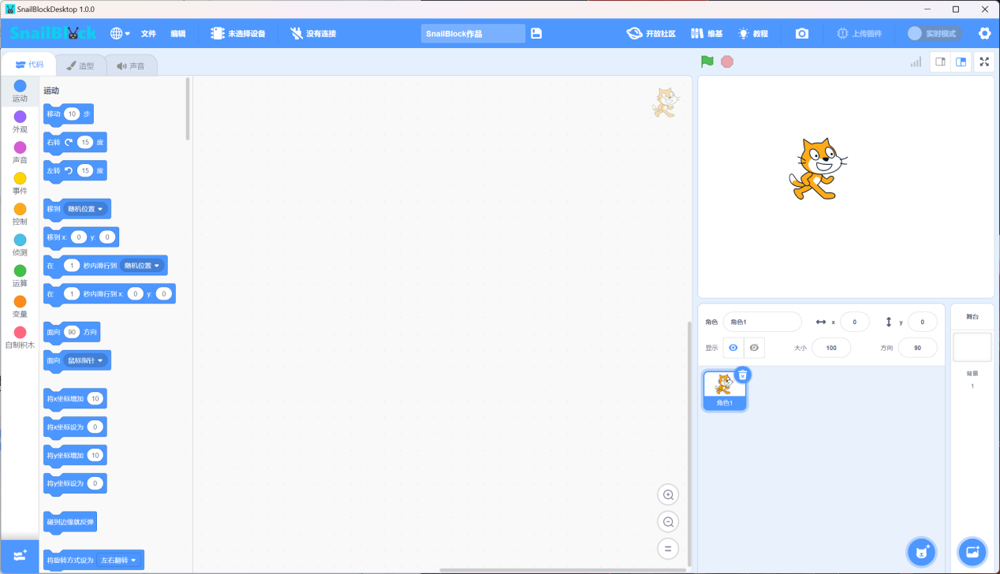 SnailBlockDesktop 1.0.0
SnailBlock 文件 编辑 未选择设备 没有连接 SnailBlock作品 开放社区 维基 教程 上传固件 实时模式
代码 造型 声音
运动
外观
声音
事件
控制
侦测
运算
变量
自制积木
运动
移动 10 步
右转 15 度
左转 15 度
移到 随机位置
移到 x: 0 y: 0
在 1 秒内滑行到 随机位置
在 1 秒内滑行到 x: 0 y: 0
面向 90 方向
面向 鼠标指针
将x坐标增加 10
将x坐标设为 0
将y坐标增加 10
将y坐标设为 0
碰到边缘就反弹
将旋转方式设为 左右翻转
角色 角色1 x 0 y 0
显示 大小 100 方向 90
角色1
舞台
背景
1